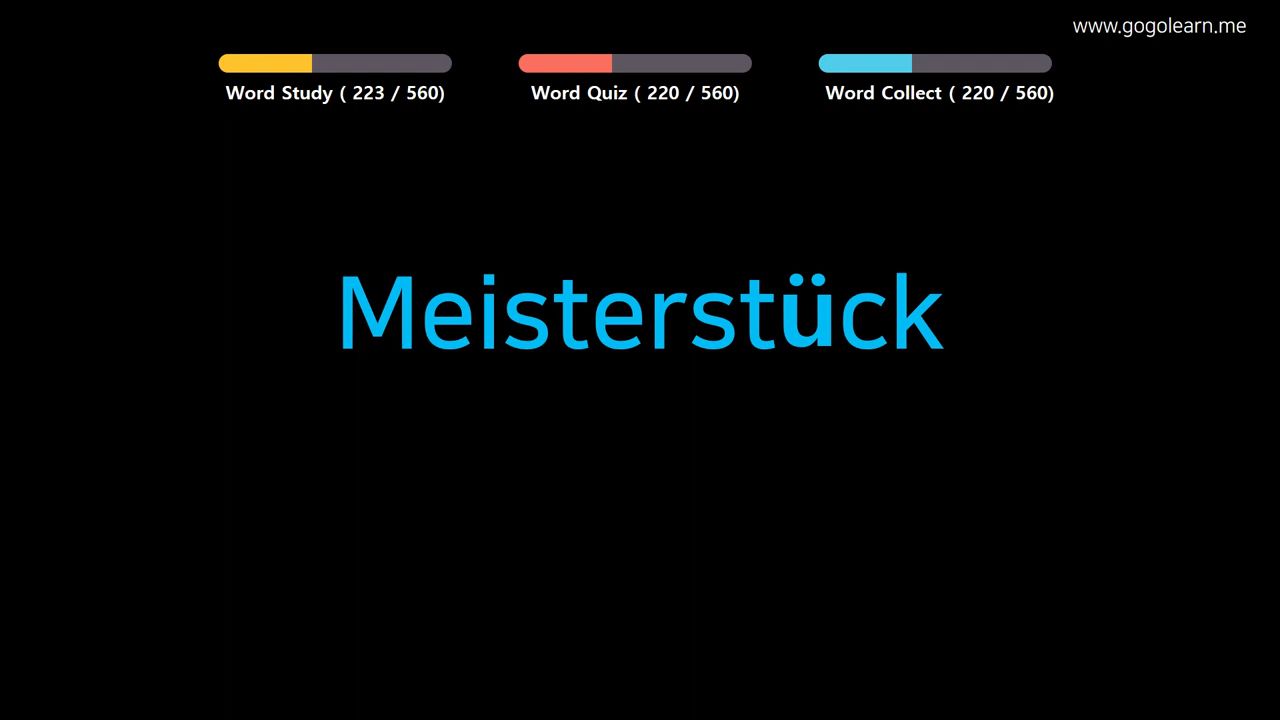 www.gogolearn.me
Word Study ( 223 / 560)
Word Quiz ( 220 / 560)
Word Collect ( 220 / 560)
Meisterstück